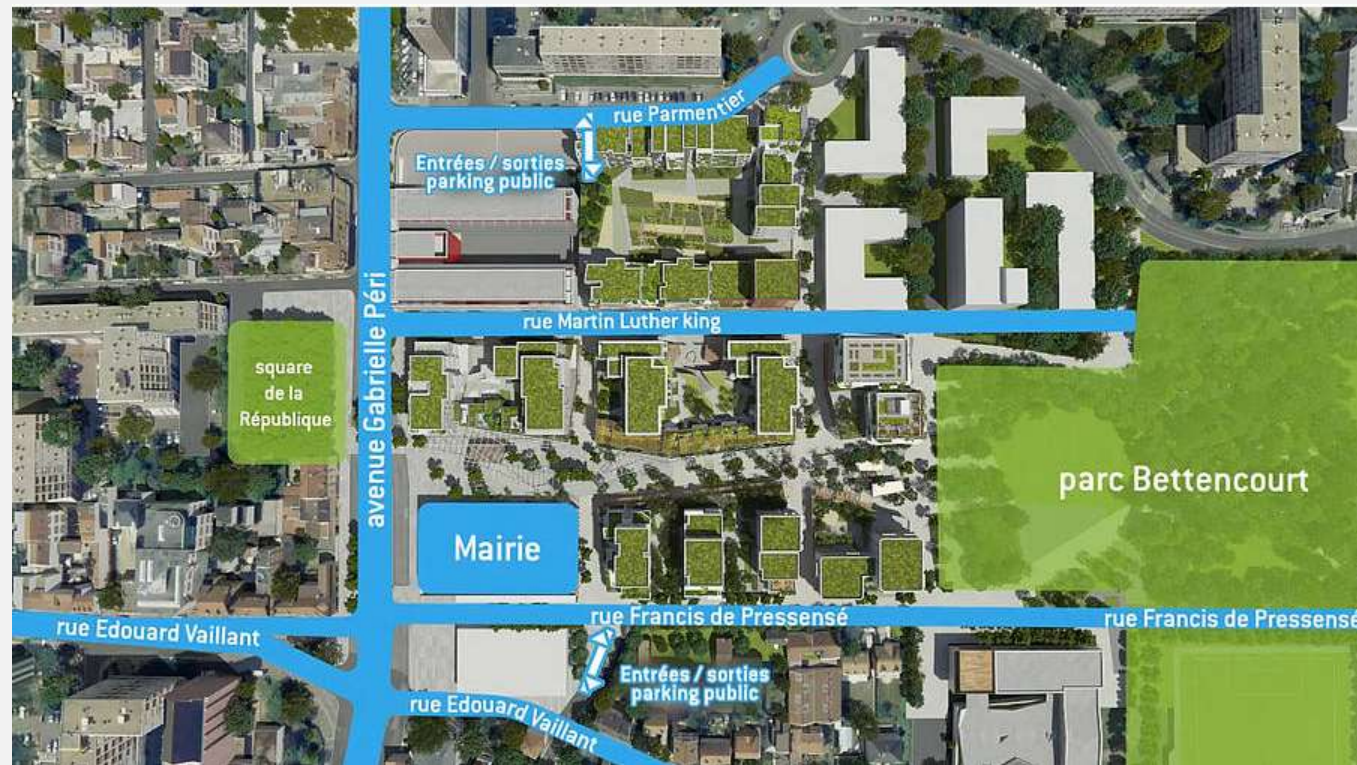 rue Parmentier
Entrées / sorties
parking public
avenue Gabrielle Péri
rue Martin Luther king
square
de la
République
parc Bettencourt
Mairie
rue Francis de Pressensé
rue Francis de Pressensé
rue Edouard Vaillant
Entrées / sorties
parking public
rue Edouard Vaillant